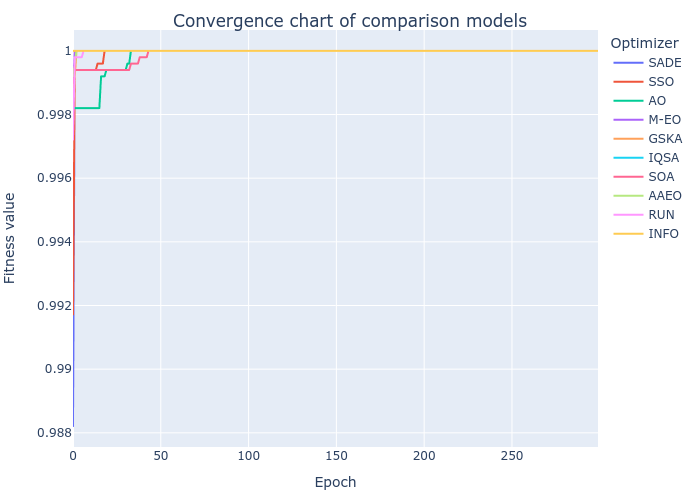 Convergence chart of comparison models
Optimizer
SADE
SSO
AO
M-EO
GSKA
IQSA
SOA
AAEO
RUN
INFO
Fitness value
1
0.998
0.996
0.994
0.992
0.99
0.988
0
50
100
150
200
250
Epoch